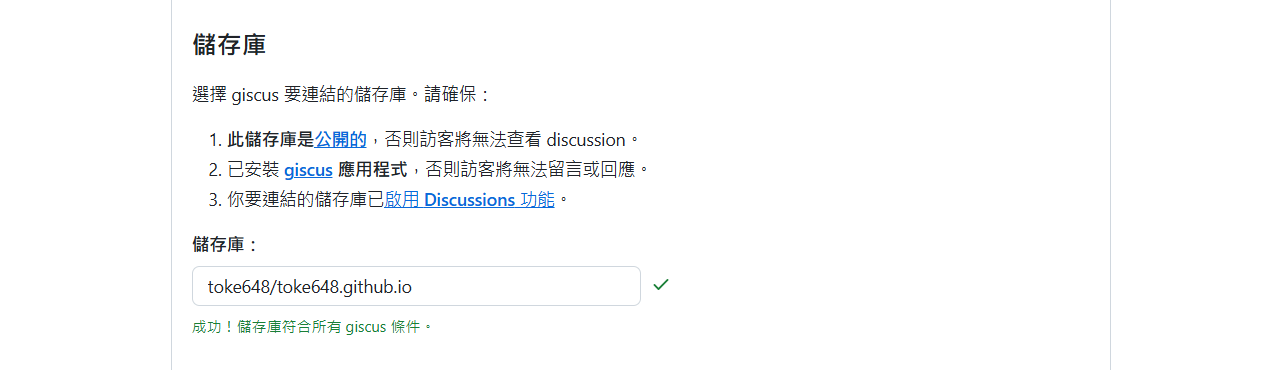 儲存庫
選擇 giscus 要連結的儲存庫。請確保：
1. 此儲存庫是公開的，否則訪客將無法查看 discussion。
2. 已安裝 giscus 應用程式，否則訪客將無法留言或回應。
3. 你要連結的儲存庫已啟用 Discussions 功能。
儲存庫：
toke648/toke648.github.io
成功！儲存庫符合所有 giscus 條件。